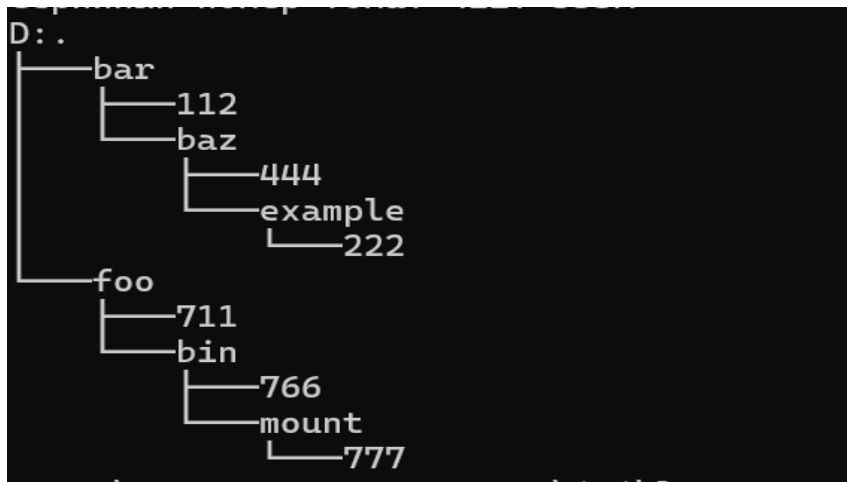 D:.
├───bar
│   ├───112
│   └───baz
│       ├───444
│       └───example
│           └───222
└───foo
    ├───711
    └───bin
        ├───766
        └───mount
            └───777